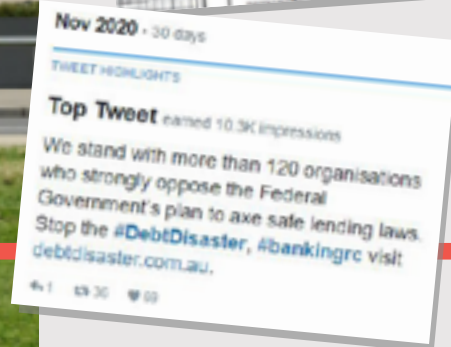 Nov 2020 • 30 days
TWEET HIGHLIGHTS
Top Tweet earned 10.3K impressions
We stand with more than 120 organisations
who strongly oppose the Federal
Government's plan to axe safe lending laws.
Stop the #DebtDisaster, #bankingrc visit
debtdisaster.com.au.
1